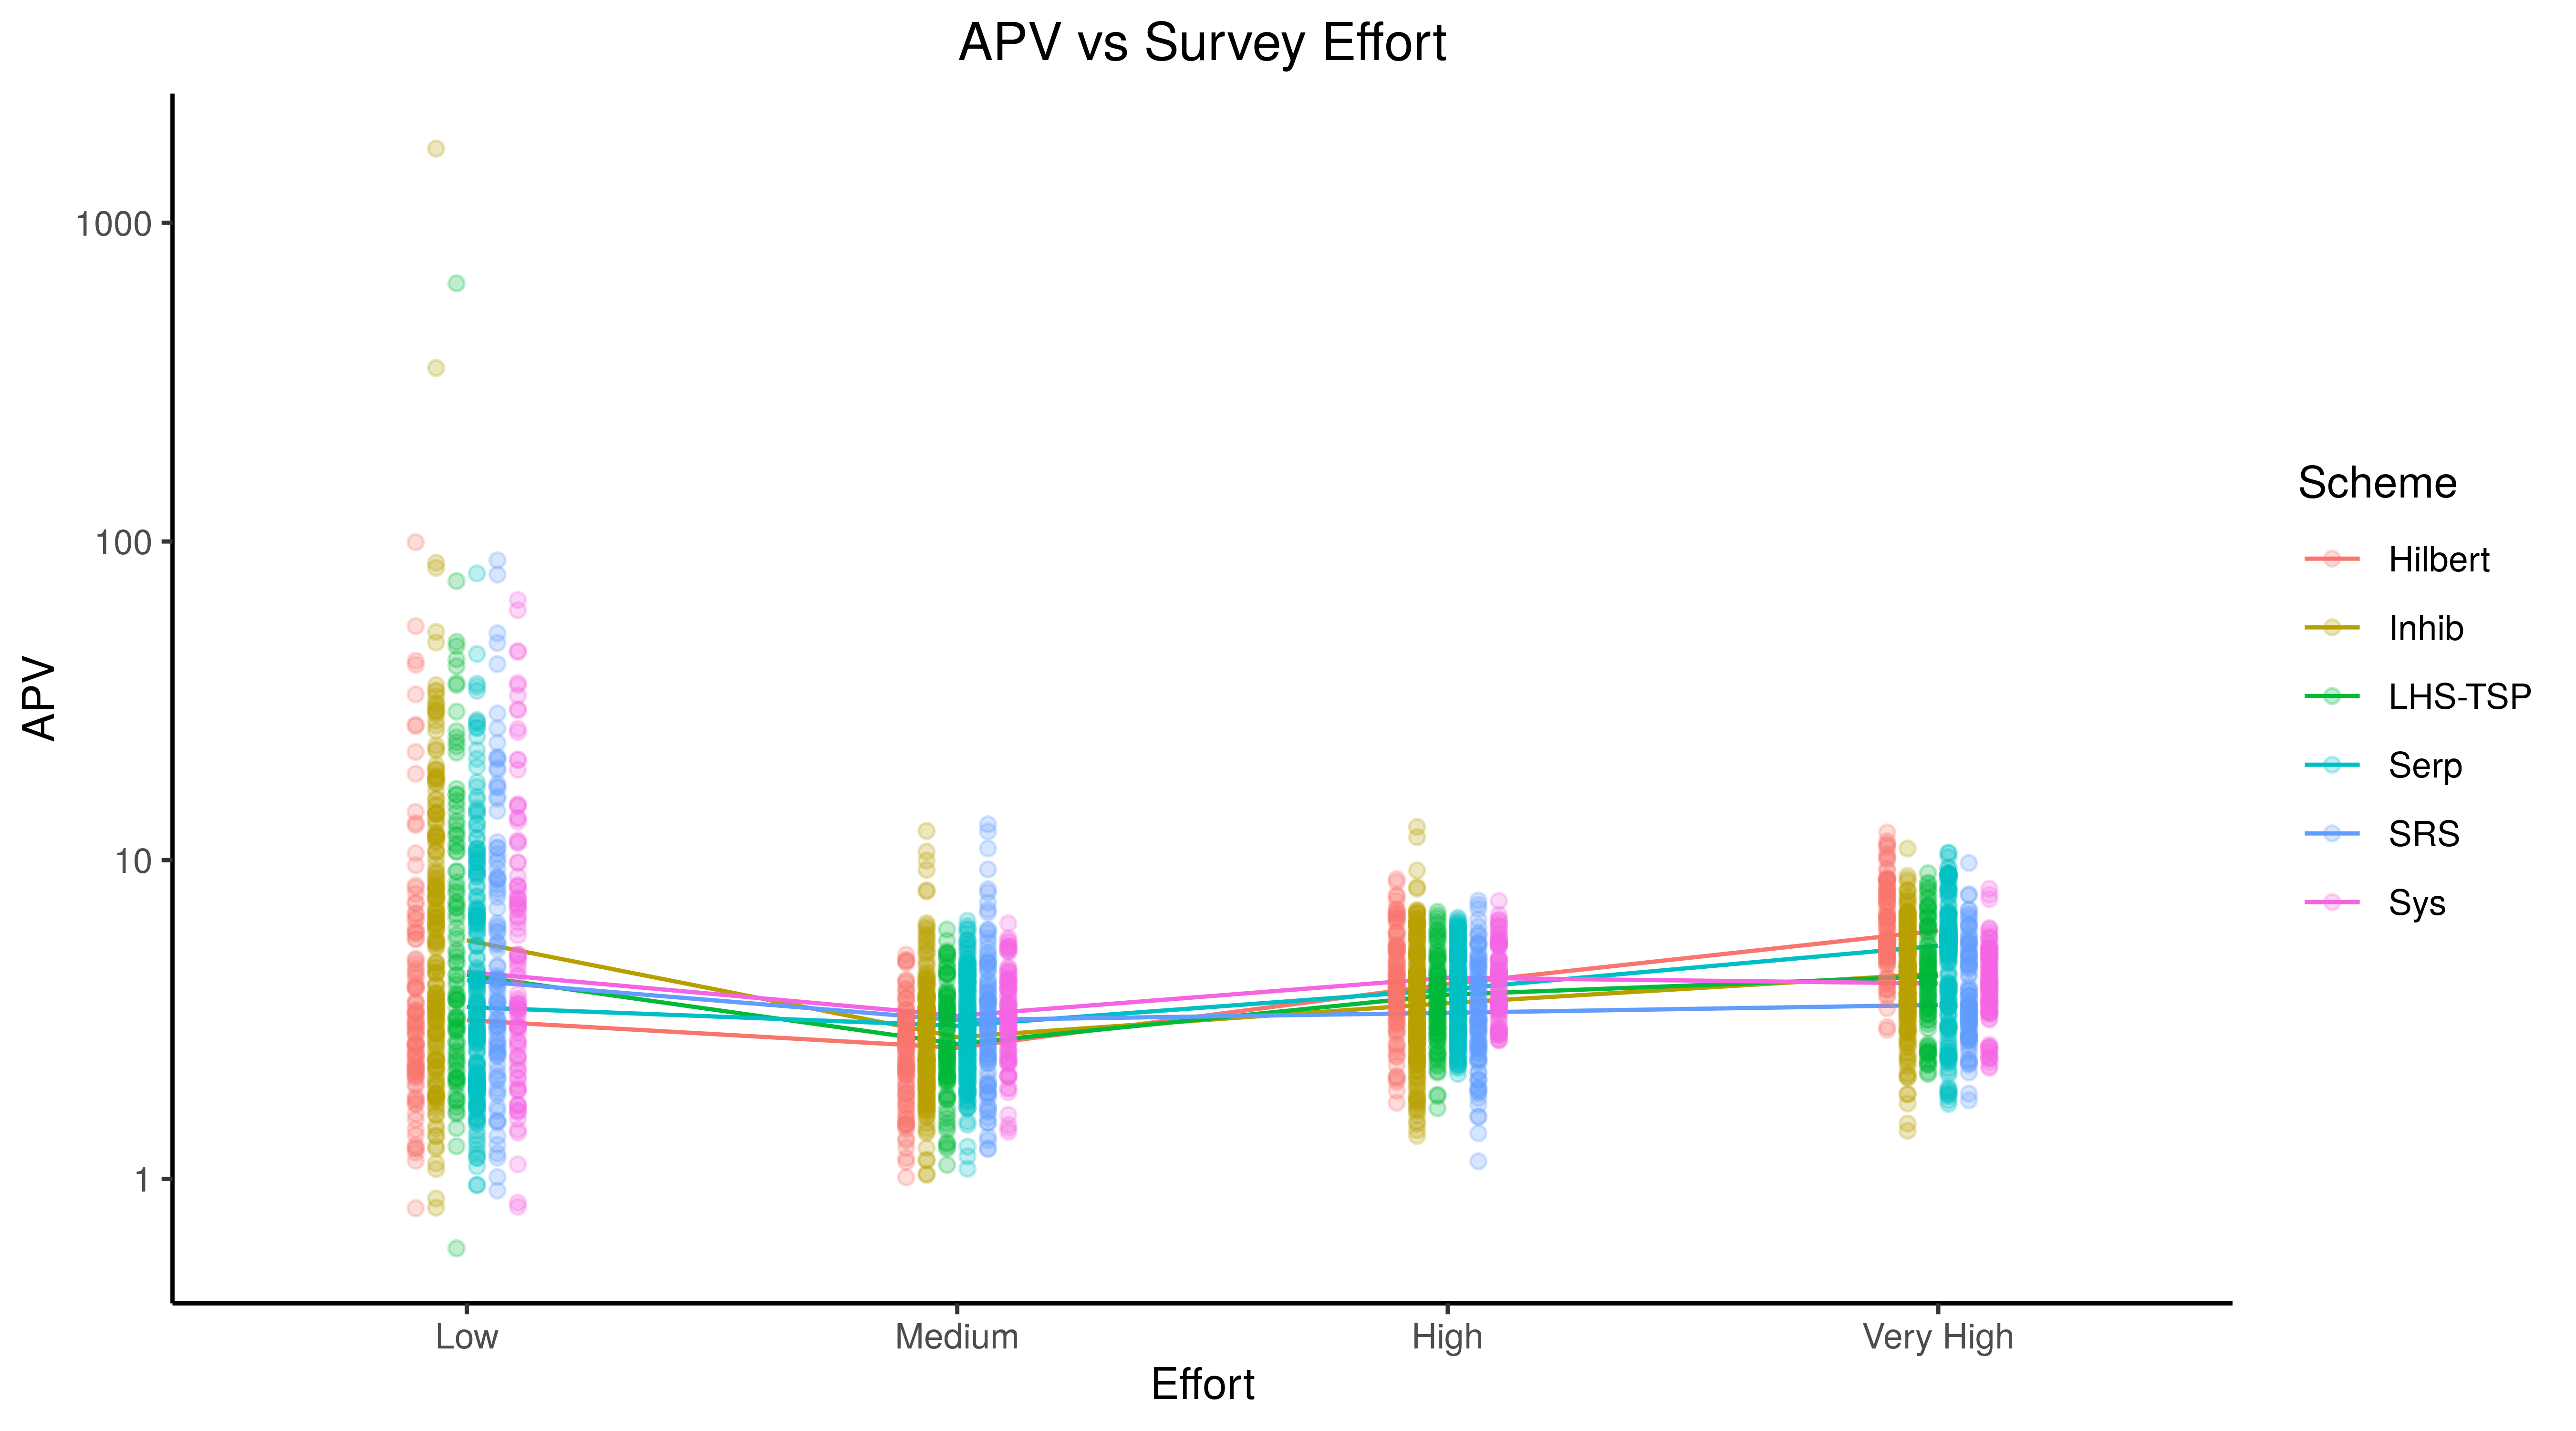 APV vs Survey Effort
APV
1000
100
10
1
Low
Medium
High
Very High
Effort
Scheme
Hilbert
Inhib
LHS-TSP
Serp
SRS
Sys